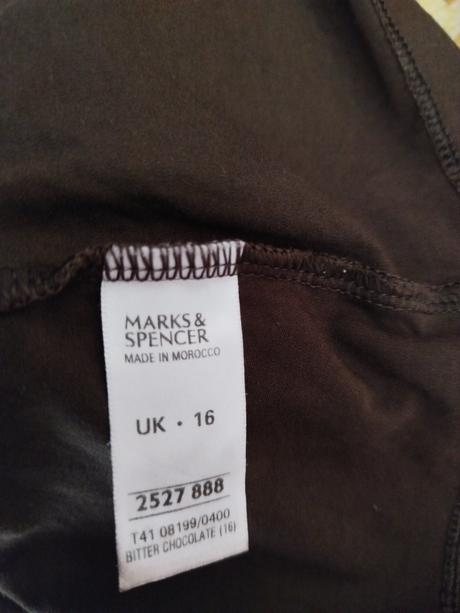 MARKS &
SPENCER
MADE IN MOROCCO
UK • 16
2527 888
T41 08199/0400
BITTER CHOCOLATE (16)